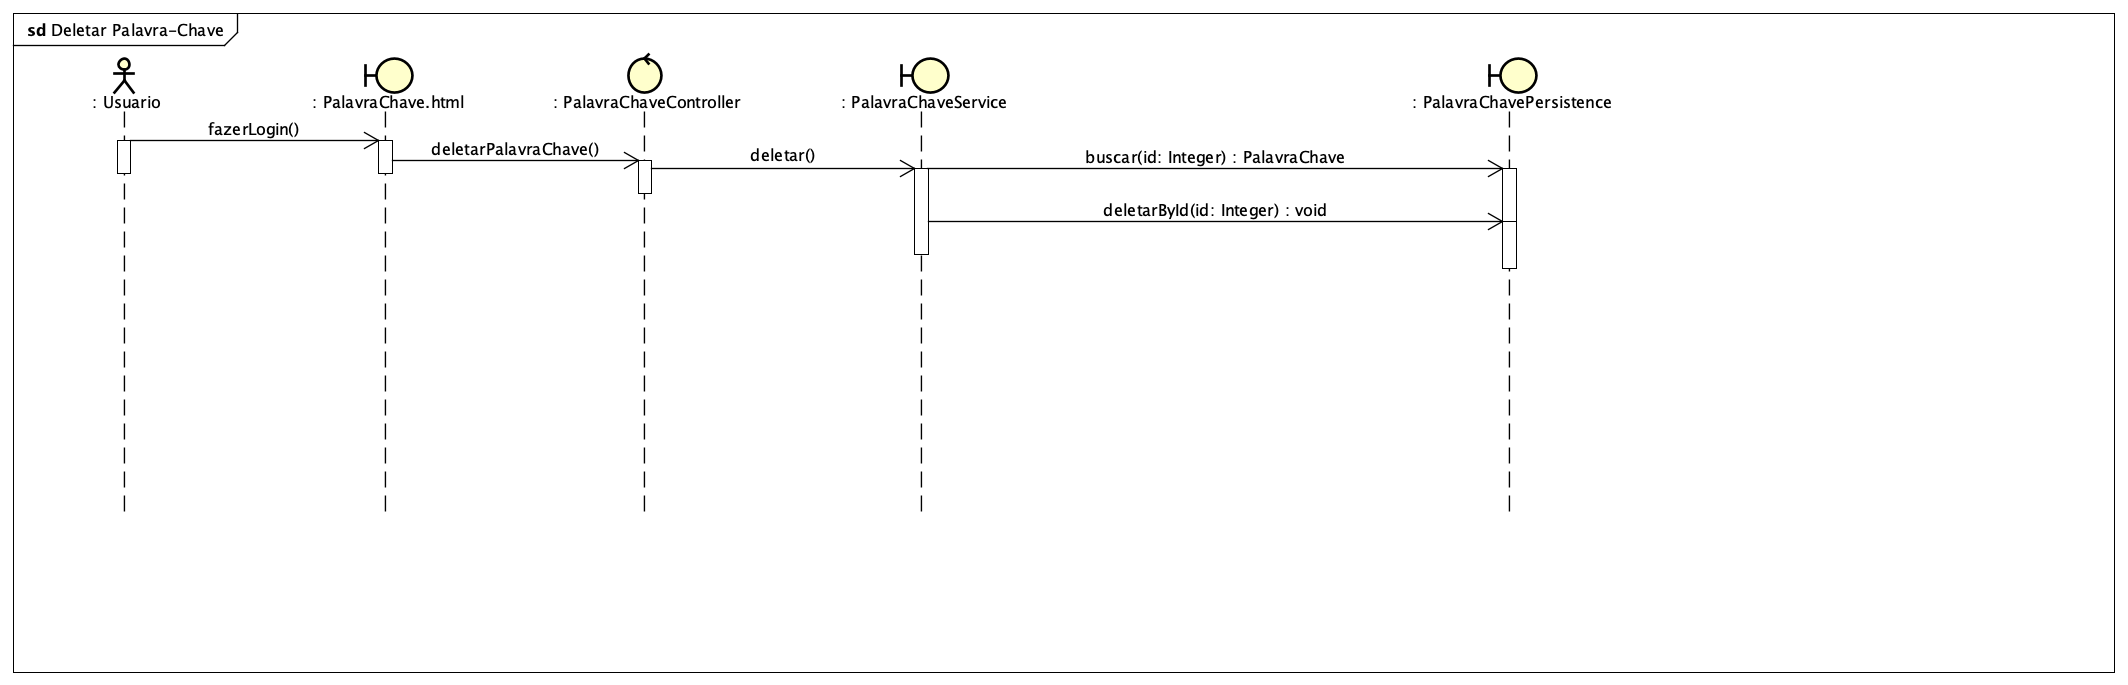 sd Deletar Palavra-Chave
: Usuario
: PalavraChave.html
: PalavraChaveController
: PalavraChaveService
: PalavraChavePersistence
fazerLogin()
deletarPalavraChave()
deletar()
buscar(id: Integer) : PalavraChave
deletarById(id: Integer) : void